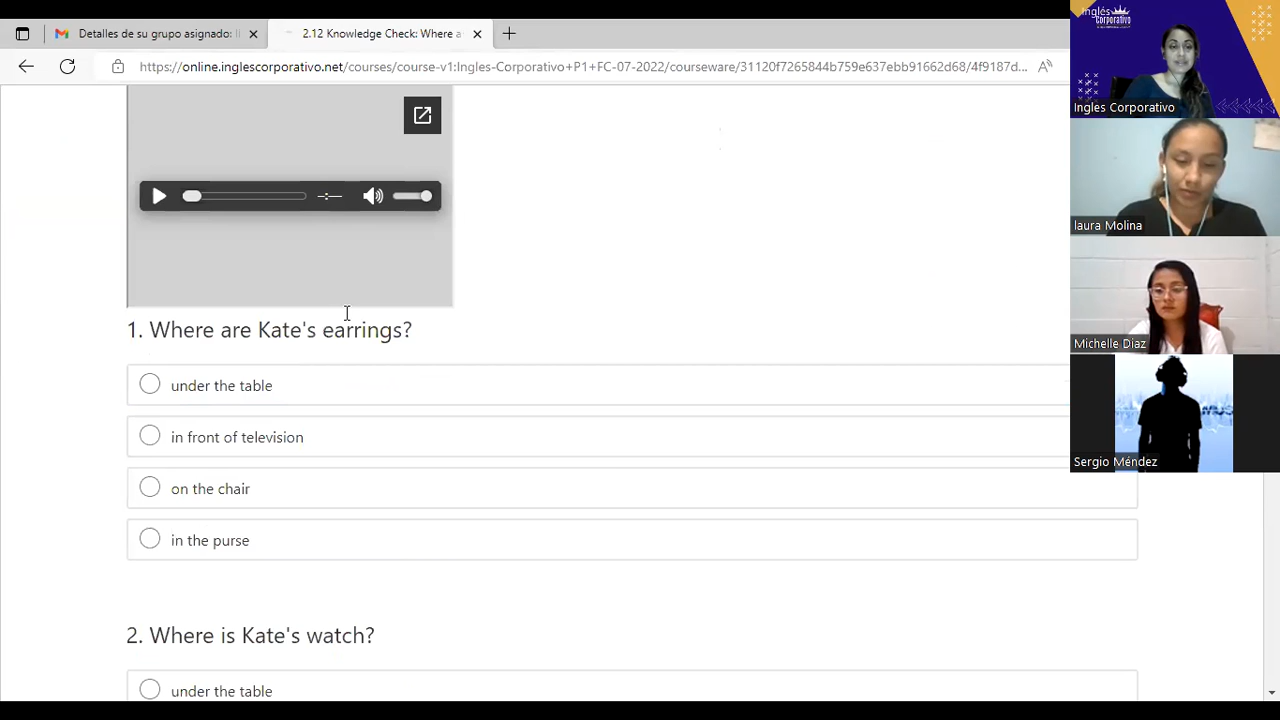 Detalles de su grupo asignado: I
2.12 Knowledge Check: Where a
https://online.inglescorporativo.net/courses/course-v1:Ingles-Corporativo+P1+FC-07-2022/courseware/31120f7265844b759e637ebb91662d68/4f9187d...
Inglés
Corporativo
Ingles Corporativo
laura Molina
Michelle Diaz
Sergio Méndez
1. Where are Kate's earrings?
under the table
in front of television
on the chair
in the purse
2. Where is Kate's watch?
under the table